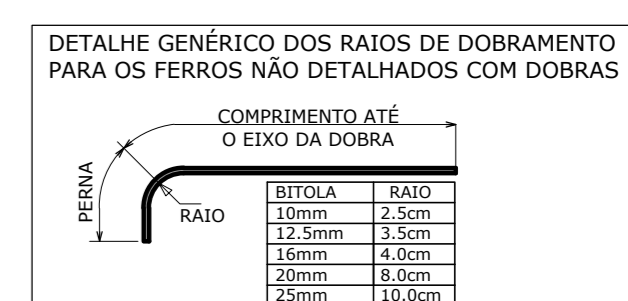 DETALHE GENÉRICO DOS RAIOS DE DOBRAMENTO
PARA OS FERROS NÃO DETALHADOS COM DOBRAS
COMPRIMENTO ATÉ
O EIXO DA DOBRA
PERNA
RAIO
BITOLA RAIO
10mm 2.5cm
12.5mm 3.5cm
16mm 4.0cm
20mm 8.0cm
25mm 10.0cm